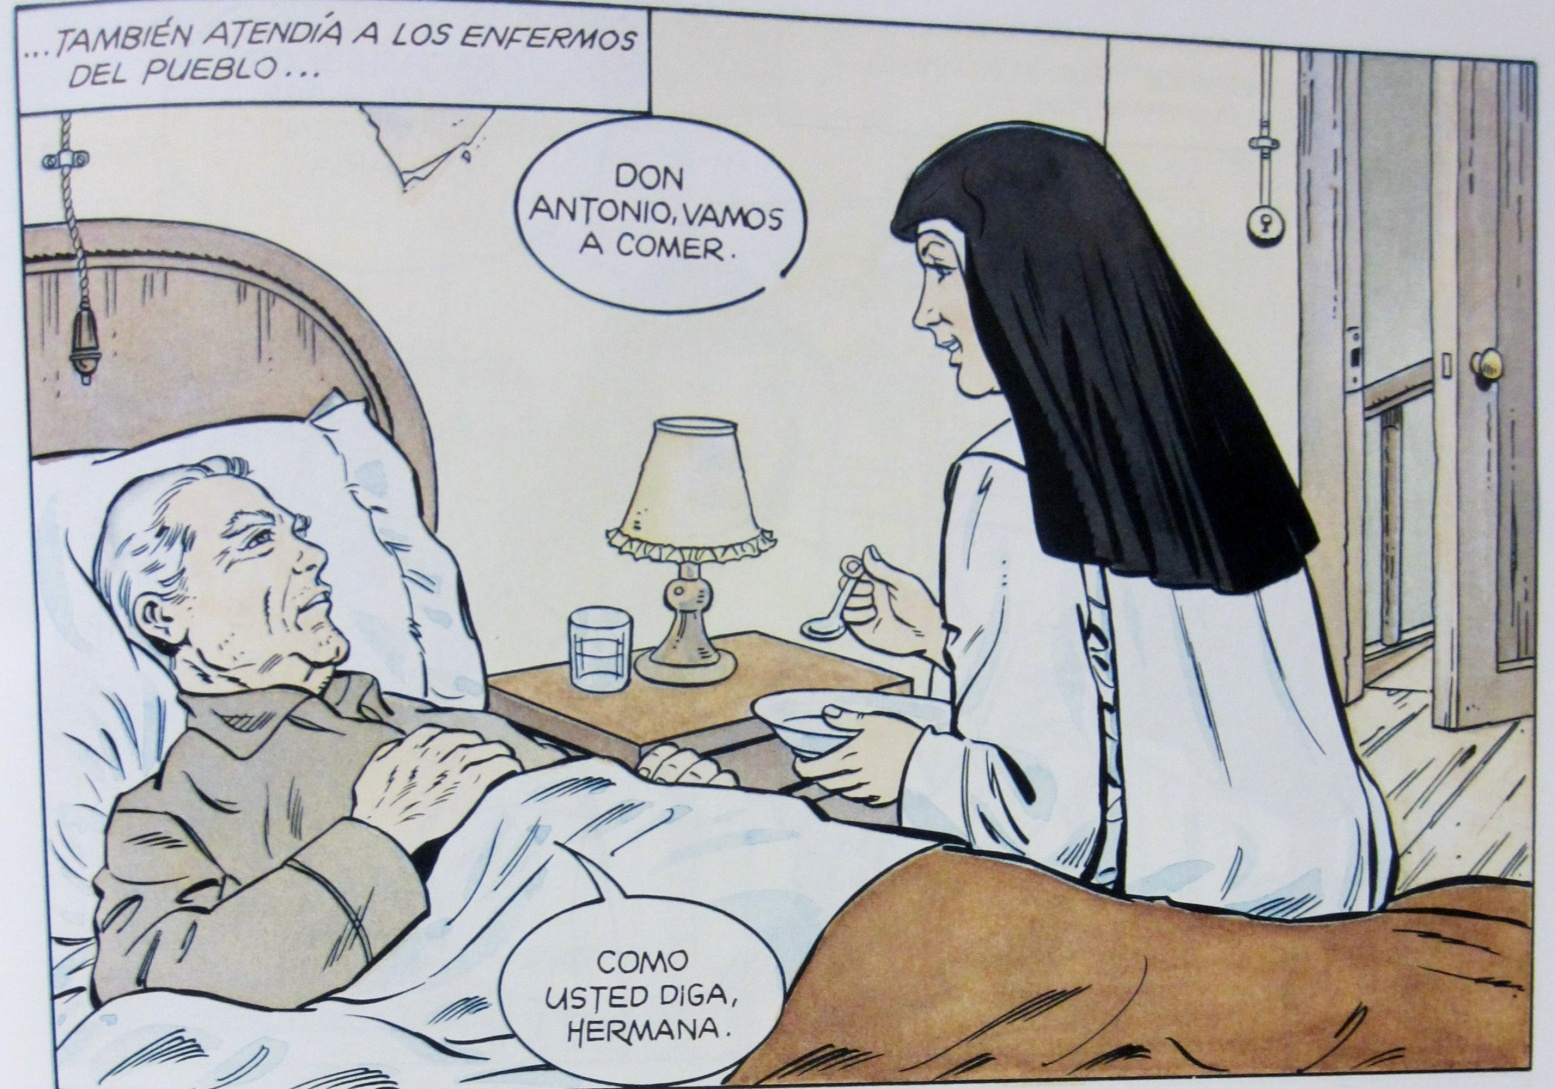 ...TAMBIÉN ATENDÍA A LOS ENFERMOS
DEL PUEBLO...
DON
ANTONIO, VAMOS
A COMER.
COMO
USTED DIGA,
HERMANA.